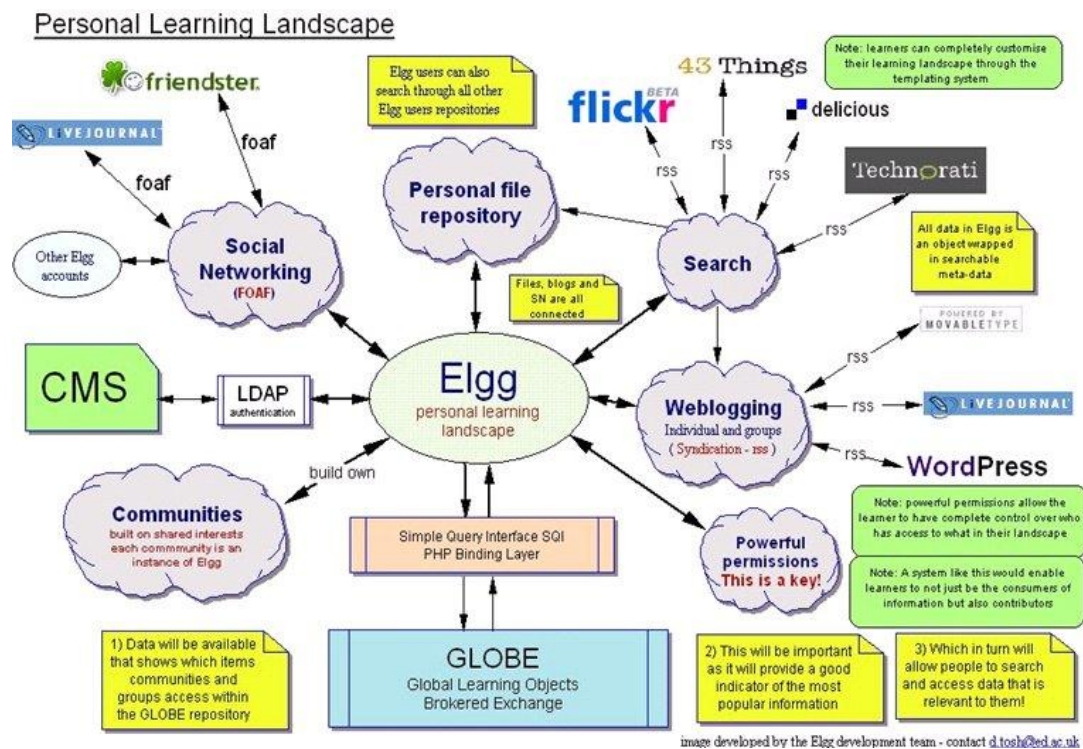 Personal Learning Landscape
friendster.
LiVEJOURNAL
foaf
foaf
Other Elgg
accounts
Social
Networking
(FOAF)
Elgg users can also
search through all other
Elgg users repositories
Personal file
repository
43 Things
flickr
BETA
delicious
Technorati
Note: learners can completely customise
their learning landscape through the
templating system
rss
rss
rss
rss
Search
All data in Elgg is
an object wrapped
in searchable
meta-data
Files, blogs and
SN are all
connected
CMS
LDAP
authentication
Elgg
personal learning
landscape
Weblogging
Individual and groups
( Syndication - rss )
rss
POWERED BY
MOVABLETYPE
rss
LiVEJOURNAL
rss
WordPress
build own
Communities
built on shared interests
each commmunity is an
instance of Elgg
Simple Query Interface SQI
PHP Binding Layer
Powerful
permissions
This is a key!
Note: powerful permissions allow the
learner to have complete control over who
has access to what in their landscape
Note: A system like this would enable
learners to not just be the consumers of
information but also contributors
1) Data will be available
that shows which items
communities and
groups access within
the GLOBE repository
GLOBE
Global Learning Objects
Brokered Exchange
2) This will be important
as it will provide a good
indicator of the most
popular information
3) Which in turn will
allow people to search
and access data that is
relevant to them!
image developed by the Elgg development team - contact d.tosh@ed.ac.uk